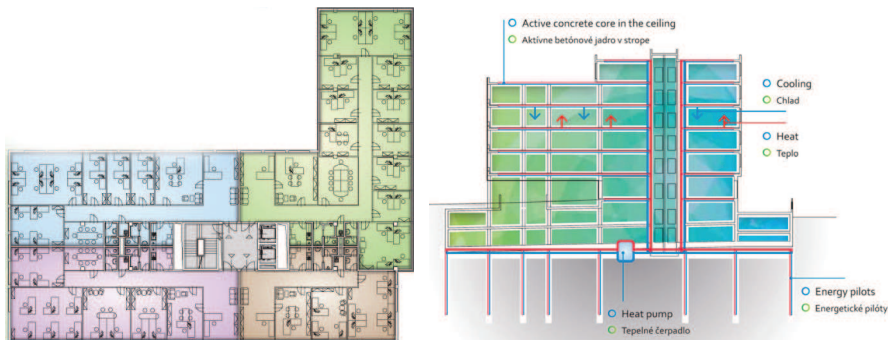 Active concrete core in the ceiling
Aktívne betónové jadro v strope
Cooling
Chlad
Heat
Teplo
Heat pump
Tepelné čerpadlo
Energy pilots
Energetické pilóty